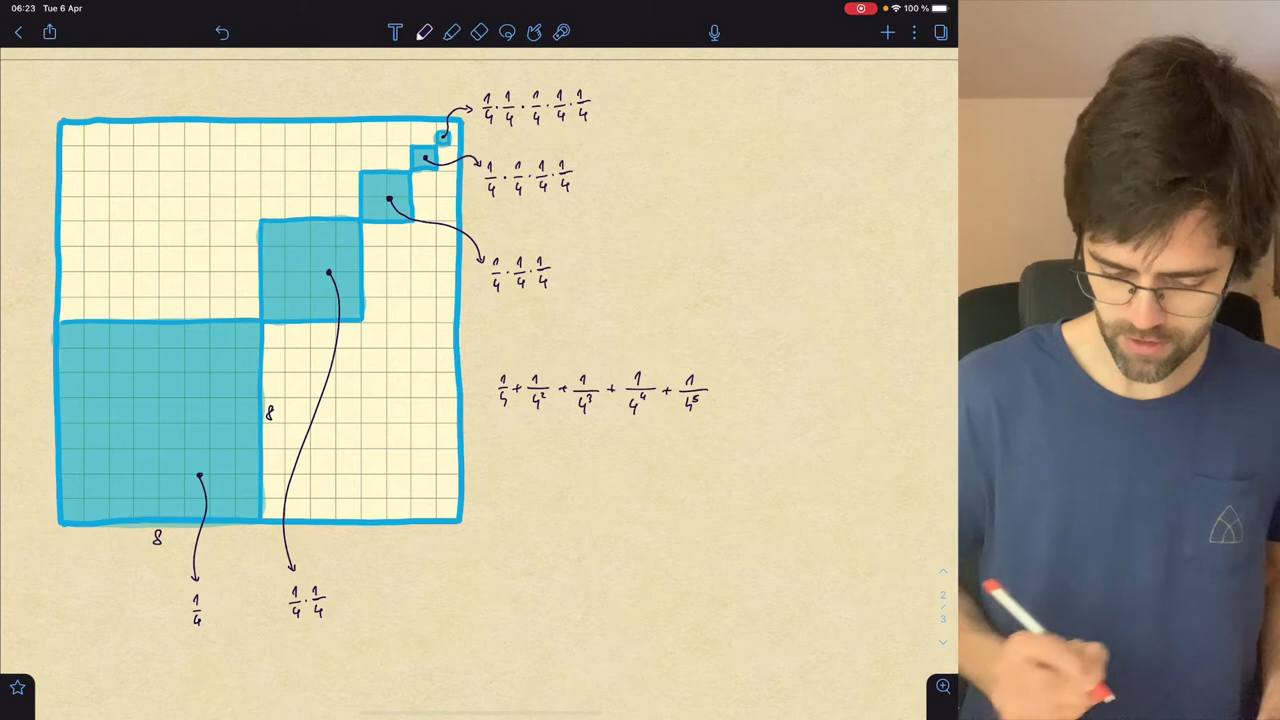 06:23 Tue 6 Apr 100 %
T
1/4 · 1/4 · 1/4 · 1/4 · 1/4
1/4 · 1/4 · 1/4 · 1/4
1/4 · 1/4 · 1/4
1/4 + 1/4² + 1/4³ + 1/4⁴ + 1/4⁵
8
8
1/4
1/4 · 1/4
2
/
3